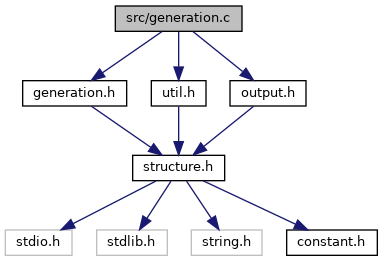 src/generation.c
generation.h
util.h
output.h
structure.h
stdio.h
stdlib.h
string.h
constant.h